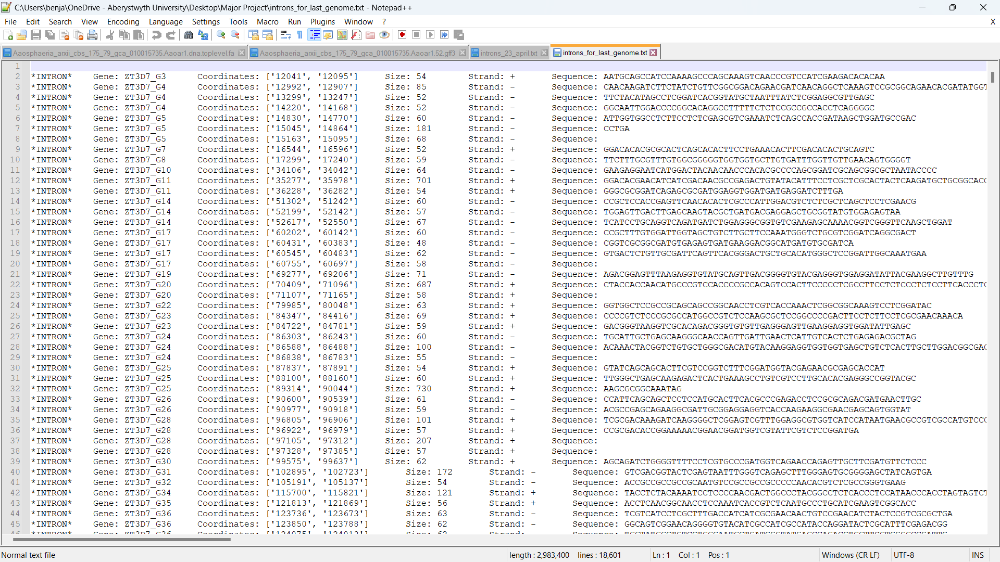 C:\Users\benja\OneDrive - Aberystwyth University\Desktop\Major Project\introns_for_last_genome.txt - Notepad++
File Edit Search View Encoding Language Settings Tools Macro Run Plugins Window ? X
Aaosphaeria_arxii_cbs_175_79_gca_010015735.Aaoar1.dna.toplevel.fa Aaosphaeria_arxii_cbs_175_79_gca_010015735.Aaoar1.52.gff3 introns_23_april.txt introns_for_last_genome.txt
1
2 *INTRON* Gene: ZT3D7_G3 Coordinates: ['12041', '12095'] Size: 54 Strand: + Sequence: AATGCAGCCATCCAAAAGCCCAGCAAAGTCAACCCGTCCATCGAAGACACACAA
3 *INTRON* Gene: ZT3D7_G4 Coordinates: ['12992', '12907'] Size: 85 Strand: - Sequence: CAACAAGATCTTCTATCTGTTCGGCGGACAGAACGATCAACAGGCTCAAAGTCCGCGGCAGAACACGATATGGT
4 *INTRON* Gene: ZT3D7_G4 Coordinates: ['13299', '13247'] Size: 52 Strand: - Sequence: TTCTACATAGCCTCGGATCACGGTATGCTAATTTATCTCGGAGGCGTTGAGC
5 *INTRON* Gene: ZT3D7_G4 Coordinates: ['14220', '14168'] Size: 52 Strand: - Sequence: GGCAATTGGACCCCGGCACAGGCCTTTTTCTCTCCGCCGCCACCTCAGGGGC
6 *INTRON* Gene: ZT3D7_G5 Coordinates: ['14830', '14770'] Size: 60 Strand: - Sequence: ATTGGTGGCCTCTTCCTCTCGAGCGTCGAAATCTCAGCCACCGATAAGCTGGATGCCGAC
7 *INTRON* Gene: ZT3D7_G5 Coordinates: ['15045', '14864'] Size: 181 Strand: - Sequence: CCTGA
8 *INTRON* Gene: ZT3D7_G5 Coordinates: ['15163', '15095'] Size: 68 Strand: - Sequence:
9 *INTRON* Gene: ZT3D7_G7 Coordinates: ['16544', '16596'] Size: 52 Strand: + Sequence: GGACACACGCGCACTCAGCACACTTCCTGAAACACTTCGACACACTGCAGTC
10 *INTRON* Gene: ZT3D7_G8 Coordinates: ['17299', '17240'] Size: 59 Strand: - Sequence: TTCTTTGCGTTTGTGGCGGGGGTGGTGGTGCTTGTGATTTGGTTGTTGAACAGTGGGGT
11 *INTRON* Gene: ZT3D7_G10 Coordinates: ['34106', '34042'] Size: 64 Strand: - Sequence: GAAGAGGAATCATGGACTACAACAACCCACACGCCCCAGCGGATCGCAGCGGCGCTAATACCCC
12 *INTRON* Gene: ZT3D7_G11 Coordinates: ['35277', '35978'] Size: 701 Strand: + Sequence: GGACACGAACATCATCGACAACGCCGAGACTGTATACATTTCCTCGCTCGCACTACTCAAGATGCTGCGGCACC
13 *INTRON* Gene: ZT3D7_G11 Coordinates: ['36228', '36282'] Size: 54 Strand: + Sequence: GGGCGCGGATCAGAGCGCGATGGAGGTGGATGATGAGGATCTTTGA
14 *INTRON* Gene: ZT3D7_G14 Coordinates: ['51302', '51242'] Size: 60 Strand: - Sequence: CCGCTCCACCGAGTTCAACACACTCGCCCATTGGACGTCTCTCGCTCAGCTCCTCGAACG
15 *INTRON* Gene: ZT3D7_G14 Coordinates: ['52199', '52142'] Size: 57 Strand: - Sequence: TGGAGTTGACTTGAGCAAGTACGCTGATGACGAGGAGCTGCGGTATGTGGAGAGTAA
16 *INTRON* Gene: ZT3D7_G14 Coordinates: ['52617', '52550'] Size: 67 Strand: - Sequence: TCATCCTGCAGGTCAGATGATCTGGAGGGCGGTGTCGAAGAGCAAAACGGTCGGGTTCAAGCTGGAT
17 *INTRON* Gene: ZT3D7_G17 Coordinates: ['60202', '60142'] Size: 60 Strand: - Sequence: CCGCTTTGTGGATTGGTAGCTGTCTTGCTTCCAAATGGGTCTGCGTCGGATCAGGCGACT
18 *INTRON* Gene: ZT3D7_G17 Coordinates: ['60431', '60383'] Size: 48 Strand: - Sequence: CGGTCGCGGCGATGTGAGAGTGATGAAGGACGGCATGATGTGCGATCA
19 *INTRON* Gene: ZT3D7_G17 Coordinates: ['60545', '60483'] Size: 62 Strand: - Sequence: GTGACTCTGTTGCGATTCAGTTCACGGGACTGCTGCACATGGGCTCCGGATTGGCAAATGAA
20 *INTRON* Gene: ZT3D7_G17 Coordinates: ['60755', '60697'] Size: 58 Strand: - Sequence:
21 *INTRON* Gene: ZT3D7_G19 Coordinates: ['69277', '69206'] Size: 71 Strand: - Sequence: AGACGGAGTTTAAGAGGTGTATGCAGTTGACGGGGTGTACGAGGGTGGAGGATATTACGAAGGCTTGTTTG
22 *INTRON* Gene: ZT3D7_G20 Coordinates: ['70409', '71096'] Size: 687 Strand: + Sequence: CTACCACCAACATGCCCGTCCACCCCGCCACAGTCCACTTCCCCCTCGCCTTCCTCTCCCTCTCCTTCACCCTC
23 *INTRON* Gene: ZT3D7_G20 Coordinates: ['71107', '71165'] Size: 58 Strand: + Sequence:
24 *INTRON* Gene: ZT3D7_G22 Coordinates: ['79985', '80048'] Size: 63 Strand: + Sequence: GGTGGCTCCGCCGCAGCAGCCGGCAACCTCGTCACCAAACTCGGCGGCAAAGTCCTCGGATAC
25 *INTRON* Gene: ZT3D7_G23 Coordinates: ['84347', '84416'] Size: 69 Strand: + Sequence: CCCCGTCTCCCGCGCCATGGCCGTCTCCAAGCGCTCCGGCCCCGACTTCCTCTTCCTCGCGAACAAACA
26 *INTRON* Gene: ZT3D7_G23 Coordinates: ['84722', '84781'] Size: 59 Strand: + Sequence: GACGGGTAAGGTCGCACAGACGGGTGTGTTGAGGGAGTTGAAGGAGGTGGATATTGAGC
27 *INTRON* Gene: ZT3D7_G24 Coordinates: ['86303', '86243'] Size: 60 Strand: - Sequence: TGCATTGCTGAGCAAGGGCAACCAGTTGATTGAACTCATTGTCACTCTGAGAGACGCTAG
28 *INTRON* Gene: ZT3D7_G24 Coordinates: ['86588', '86488'] Size: 100 Strand: - Sequence: ACAAACTACGGTCTGTGCTGGGCGACATGTACAAGGAGGTGGTGGTGAGCTGTCTCACTTGCTTGGACGGCGAC
29 *INTRON* Gene: ZT3D7_G24 Coordinates: ['86838', '86783'] Size: 55 Strand: - Sequence:
30 *INTRON* Gene: ZT3D7_G25 Coordinates: ['87837', '87891'] Size: 54 Strand: + Sequence: GTATCAGCAGCACTTCGTCCGGTCTTTCGGATGGTACGAGAACGCGAGCACCAT
31 *INTRON* Gene: ZT3D7_G25 Coordinates: ['88100', '88160'] Size: 60 Strand: + Sequence: TTGGGCTGAGCAAGAGACTCACTGAAAGCCTGTCGTCCTTGCACACGAGGGCCGGTACGC
32 *INTRON* Gene: ZT3D7_G25 Coordinates: ['89314', '90044'] Size: 730 Strand: + Sequence: AAGCGCGGCAAATAG
33 *INTRON* Gene: ZT3D7_G26 Coordinates: ['90600', '90539'] Size: 61 Strand: - Sequence: CCATTCAGCAGCTCCTCCATGCACTTCACGCCCGAGACCTCCGCGCAGACGATGAACTTGC
34 *INTRON* Gene: ZT3D7_G26 Coordinates: ['90977', '90918'] Size: 59 Strand: - Sequence: ACGCCGAGCAGAAGGCGATTGCGGAGGAGGTCACCAAGAAGGCGAACGAGCAGTGGTAT
35 *INTRON* Gene: ZT3D7_G28 Coordinates: ['96805', '96906'] Size: 101 Strand: + Sequence: TCGCGACAAAGATCAAGGGGCTCGGAGTCGTTTGGAGGCGTGGTCATCCATAATGAACGCCGTCGCCATGTCCC
36 *INTRON* Gene: ZT3D7_G28 Coordinates: ['96922', '96979'] Size: 57 Strand: + Sequence: CCGCGACACCGGAAAAACGGAACGGATGGTCGTATTCGTCTCCGGATGA
37 *INTRON* Gene: ZT3D7_G28 Coordinates: ['97105', '97312'] Size: 207 Strand: + Sequence:
38 *INTRON* Gene: ZT3D7_G28 Coordinates: ['97328', '97385'] Size: 57 Strand: + Sequence:
39 *INTRON* Gene: ZT3D7_G30 Coordinates: ['99575', '99637'] Size: 62 Strand: + Sequence: AGCAGATCTGGGGTTTTCCTCGTGCCCGATGGTCAGAACCAGAGTTGCTTCGATGTTCTCCC
40 *INTRON* Gene: ZT3D7_G31 Coordinates: ['102895', '102723'] Size: 172 Strand: - Sequence: GTCGACGGTACTCGAGTAATTTGGGTCAGAGCTTTGGGAGTGCGGGGAGCTATCAGTGA
41 *INTRON* Gene: ZT3D7_G32 Coordinates: ['105191', '105137'] Size: 54 Strand: - Sequence: ACCGCCGCCGCCGCAATGTCCGCCGCCGCCCCCAACACGTCTCGCCGGGTGAAG
42 *INTRON* Gene: ZT3D7_G34 Coordinates: ['115700', '115821'] Size: 121 Strand: + Sequence: TACCTCTACAAAATCCTCCCCAACGACTGGCCCTACGGCCTCTCACCCTCCATAACCCACCTAGTAGTCT
43 *INTRON* Gene: ZT3D7_G35 Coordinates: ['121813', '121869'] Size: 56 Strand: + Sequence: ACCTCAACGGCAACCTCCAAATCACCGTCTCAATGCCCTGCATCGAAGTCGGCACC
44 *INTRON* Gene: ZT3D7_G36 Coordinates: ['123736', '123673'] Size: 63 Strand: - Sequence: TCGTCATCCTCGCTTTGACCATCATCGCGAACAACTGTCCGAACATCTACTCCGTCGCGCTGA
45 *INTRON* Gene: ZT3D7_G36 Coordinates: ['123850', '123788'] Size: 62 Strand: - Sequence: GGCAGTCGGAACAGGGGTGTACATCGCCATCGCCATACCAGGATACTCGCATTTCGAGACGG
Normal text file length : 2,983,400 lines : 18,601 Ln : 1 Col : 1 Pos : 1 Windows (CR LF) UTF-8 INS